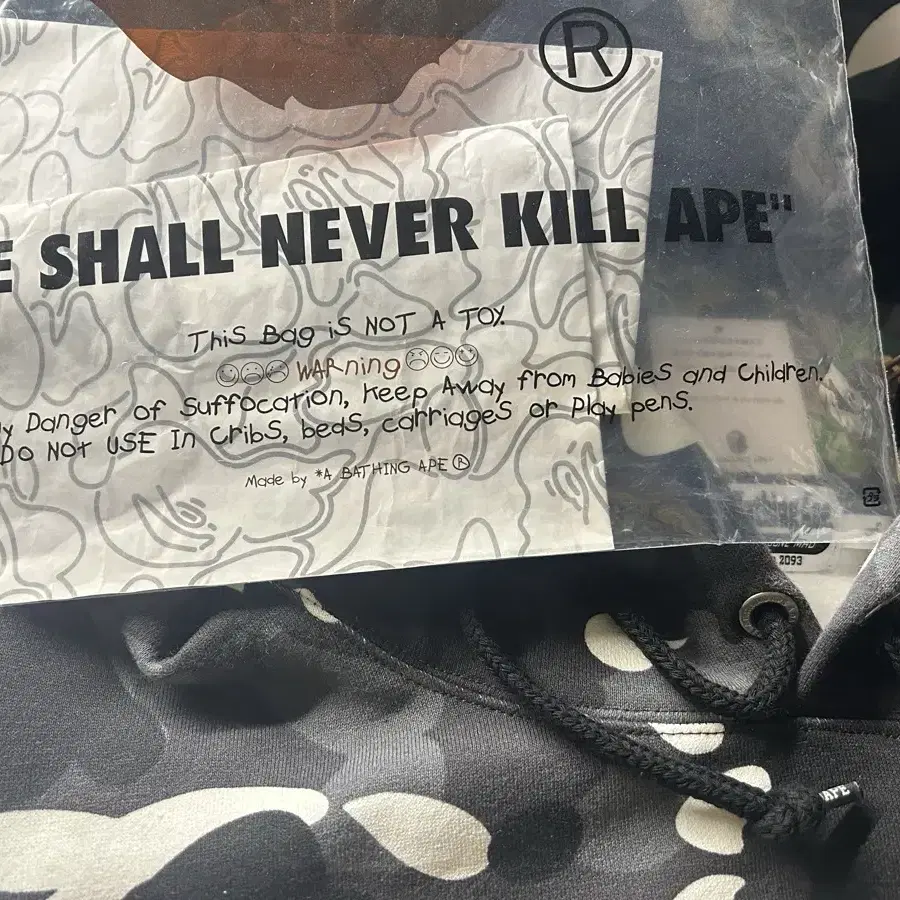 ®
SHALL NEVER KILL APE"
ThiS Bag iS NOT A TOY.
WARning
Danger of Suffocation, Keep Away from Babies and Children.
DO NOT USE In CribS, bedS, carriageS or Play penS.
Made by *A BATHING APE®
2093
APE